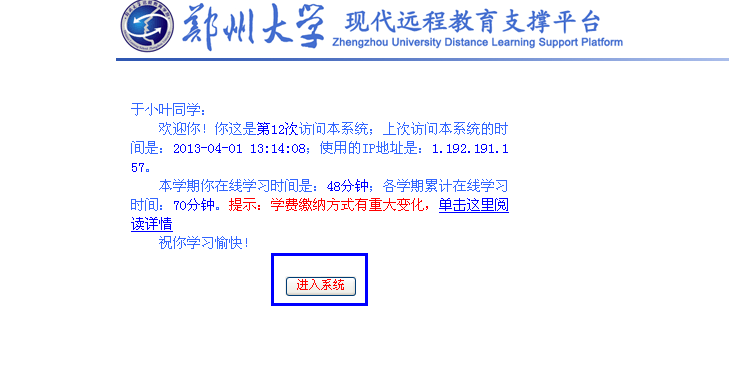 郑州大学 现代远程教育支撑平台
Zhengzhou University Distance Learning Support Platform
于小叶同学：
欢迎你！你这是第12次访问本系统；上次访问本系统的时
间是：2013-04-01 13:14:08；使用的IP地址是：1.192.191.1
57。
本学期你在线学习时间是：48分钟；各学期累计在线学习
时间：70分钟。提示：学费缴纳方式有重大变化，单击这里阅
读详情
祝你学习愉快！
进入系统